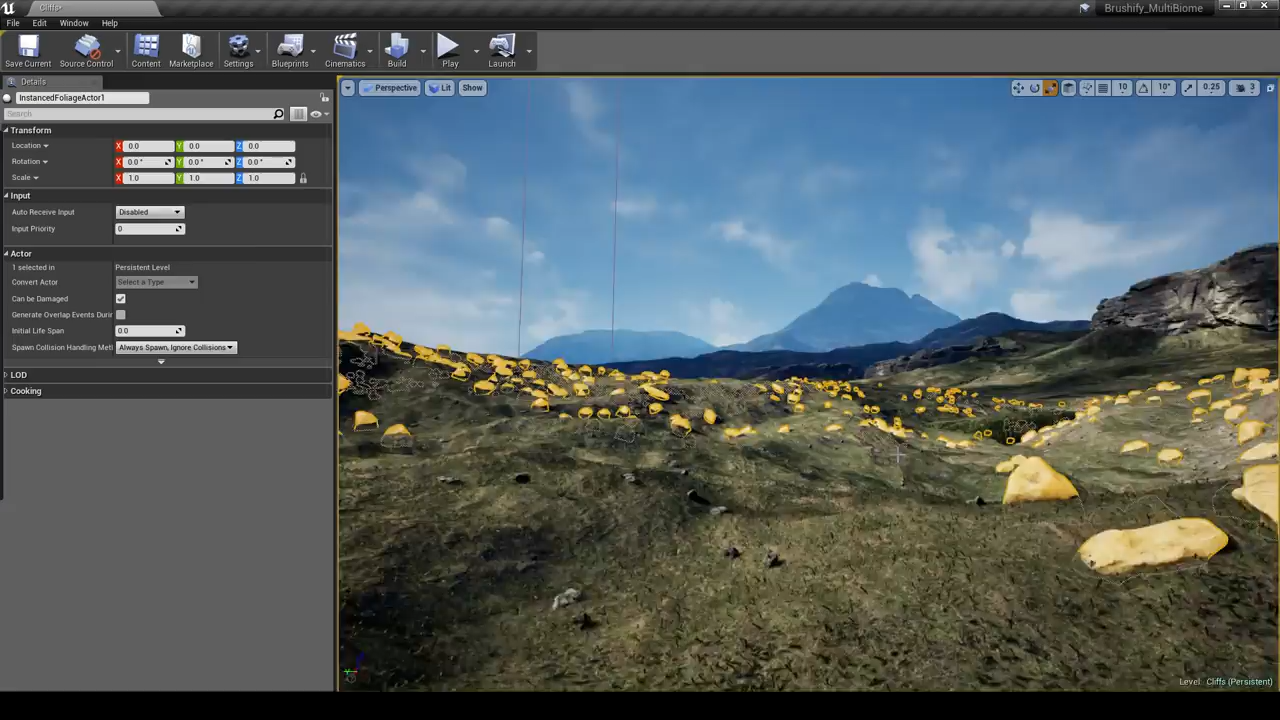 Cliffs•
Brushify_MultiBiome
File Edit Window Help
Save Current Source Control Content Marketplace Settings Blueprints Cinematics Build Play Launch
Details
InstancedFoliageActor1
Perspective Lit Show
10 10° 0.25 3
Search
Transform
Location X 0.0 Y 0.0 Z 0.0
Rotation X 0.0 ° Y 0.0 ° Z 0.0 °
Scale X 1.0 Y 1.0 Z 1.0
Input
Auto Receive Input Disabled
Input Priority 0
Actor
1 selected in Persistent Level
Convert Actor Select a Type
Can be Damaged
Generate Overlap Events Durin
Initial Life Span 0.0
Spawn Collision Handling Met Always Spawn, Ignore Collisions
LOD
Cooking
Level: Cliffs (Persistent)